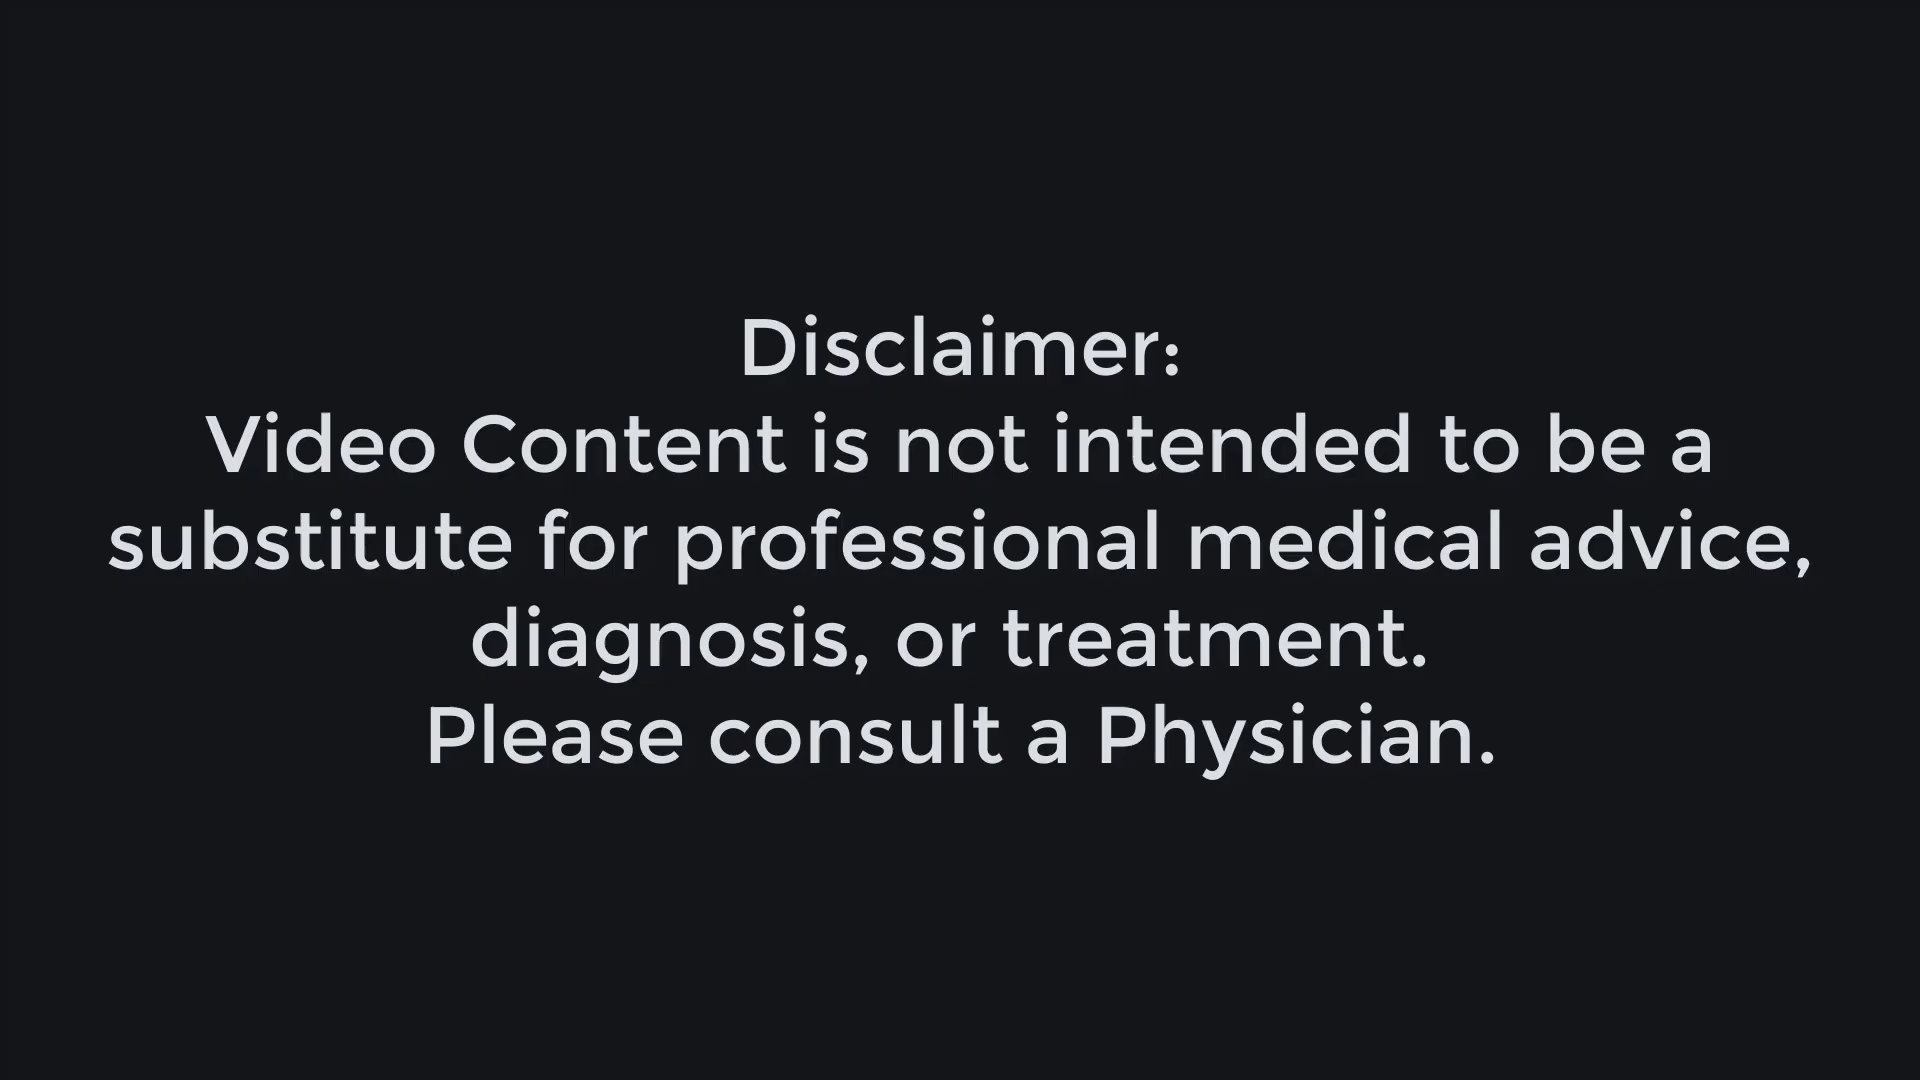 Disclaimer:
Video Content is not intended to be a
substitute for professional medical advice,
diagnosis, or treatment.
Please consult a Physician.